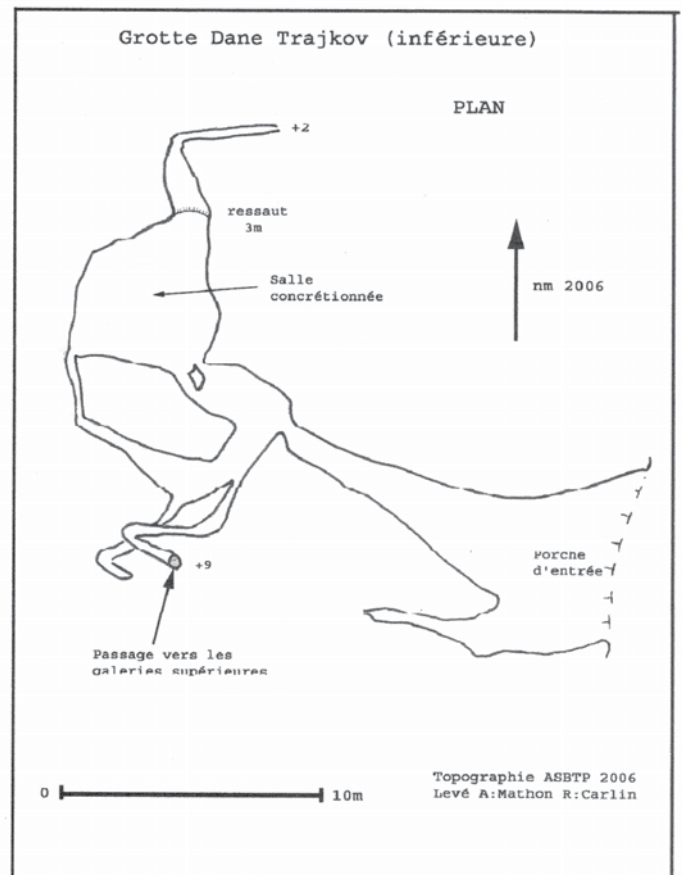 Grotte Dane Trajkov (inférieure)
PLAN
+2
ressaut
3m
nm 2006
Salle
concrétionnée
Porche
d'entrée
+9
Passage vers les
galeries supérieures
0
10m
Topographie ASBTP 2006
Levé A:Mathon R:Carlin